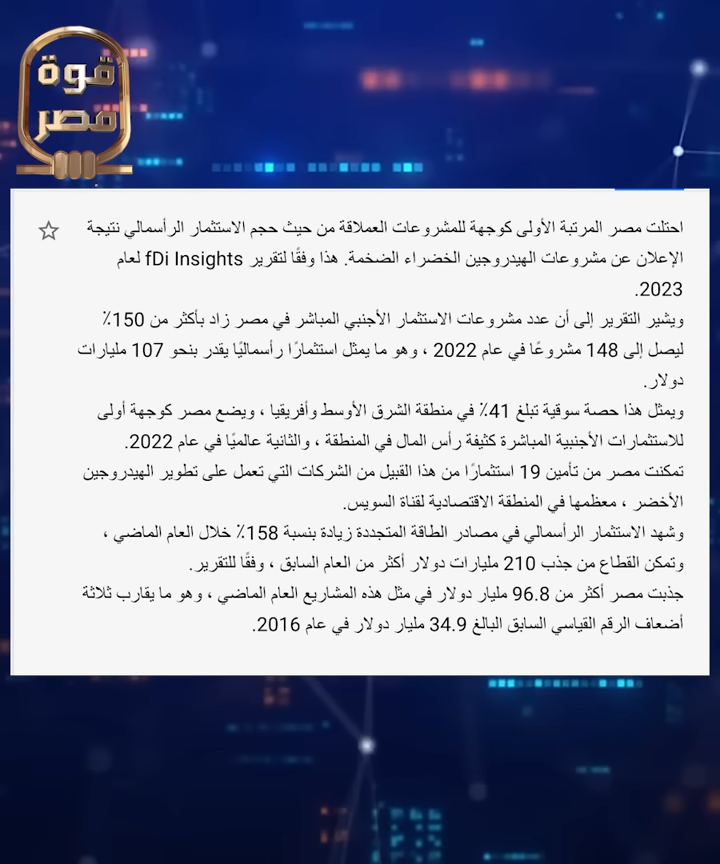 قوة
مصر
احتلت مصر المرتبة الأولى كوجهة للمشروعات العملاقة من حيث حجم الاستثمار الرأسمالي نتيجة
الإعلان عن مشروعات الهيدروجين الخضراء الضخمة. هذا وفقًا لتقرير fDi Insights لعام
2023.
ويشير التقرير إلى أن عدد مشروعات الاستثمار الأجنبي المباشر في مصر زاد بأكثر من 150٪
ليصل إلى 148 مشروعًا في عام 2022 ، وهو ما يمثل استثمارًا رأسماليًا يقدر بنحو 107 مليارات
دولار.
ويمثل هذا حصة سوقية تبلغ 41٪ في منطقة الشرق الأوسط وأفريقيا ، ويضع مصر كوجهة أولى
للاستثمارات الأجنبية المباشرة كثيفة رأس المال في المنطقة ، والثانية عالميًا في عام 2022.
تمكنت مصر من تأمين 19 استثمارًا من هذا القبيل من الشركات التي تعمل على تطوير الهيدروجين
الأخضر ، معظمها في المنطقة الاقتصادية لقناة السويس.
وشهد الاستثمار الرأسمالي في مصادر الطاقة المتجددة زيادة بنسبة 158٪ خلال العام الماضي ،
وتمكن القطاع من جذب 210 مليارات دولار أكثر من العام السابق ، وفقًا للتقرير.
جذبت مصر أكثر من 96.8 مليار دولار في مثل هذه المشاريع العام الماضي ، وهو ما يقارب ثلاثة
أضعاف الرقم القياسي السابق البالغ 34.9 مليار دولار في عام 2016.